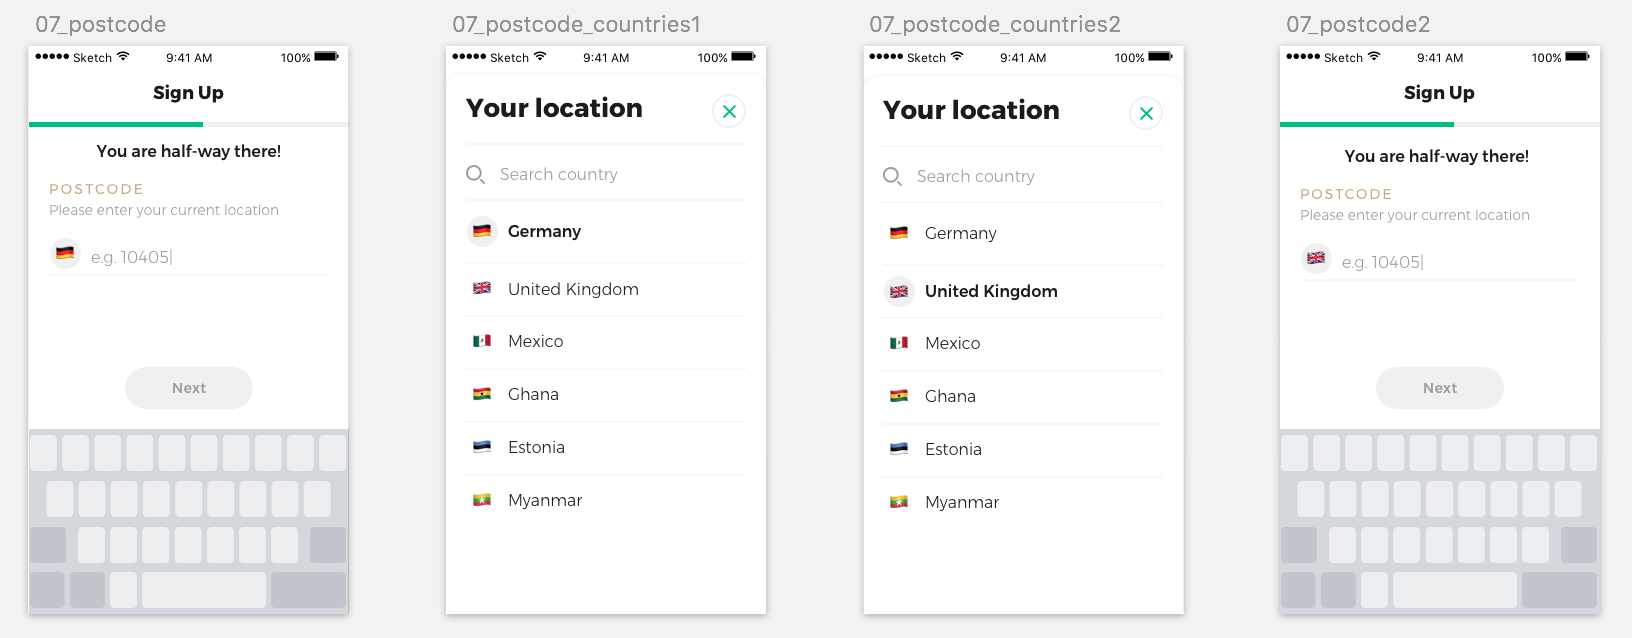 07_postcode
Sketch 9:41 AM 100%
Sign Up
You are half-way there!
POSTCODE
Please enter your current location
e.g. 10405|
Next
07_postcode_countries1
Sketch 9:41 AM 100%
Your location
Search country
Germany
United Kingdom
Mexico
Ghana
Estonia
Myanmar
07_postcode_countries2
Sketch 9:41 AM 100%
Your location
Search country
Germany
United Kingdom
Mexico
Ghana
Estonia
Myanmar
07_postcode2
Sketch 9:41 AM 100%
Sign Up
You are half-way there!
POSTCODE
Please enter your current location
e.g. 10405|
Next